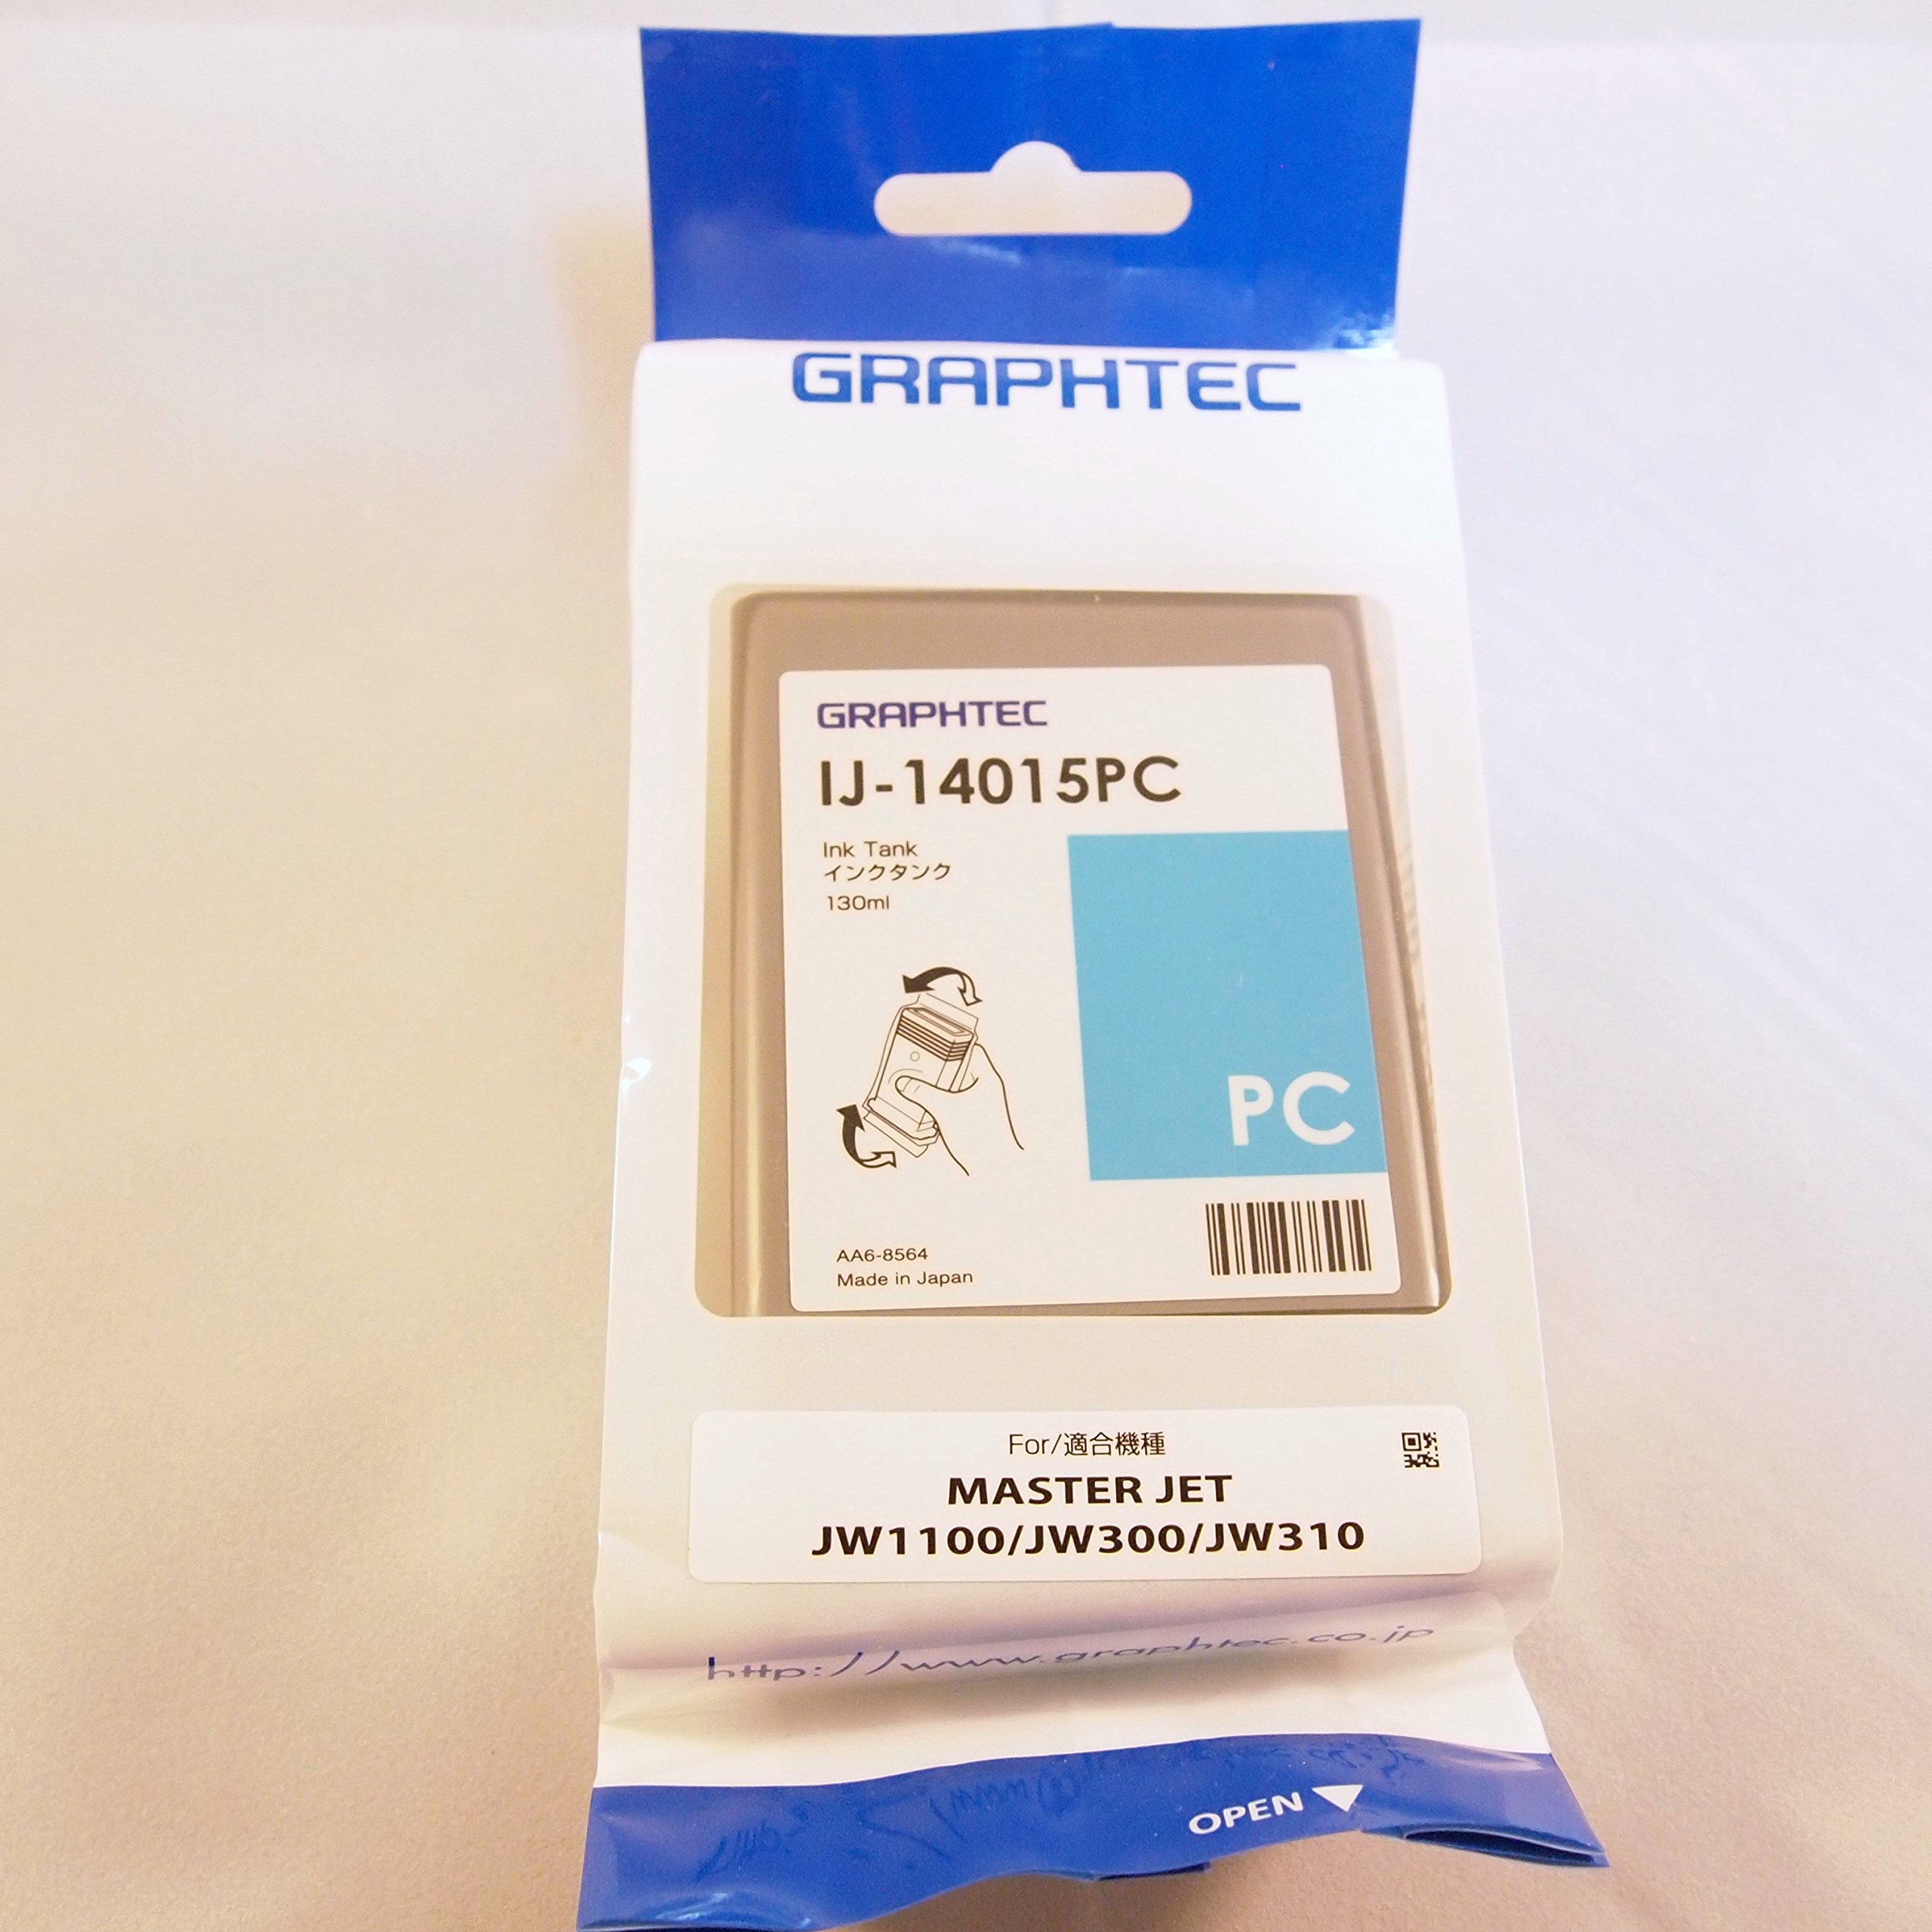 GRAPHTEC
GRAPHTEC
IJ-14015PC
Ink Tank
インクタンク
130ml
PC
AA6-8564
Made in Japan
For/適合機種
MASTER JET
JW1100/JW300/JW310
http://www.graphtec.co.jp
OPEN